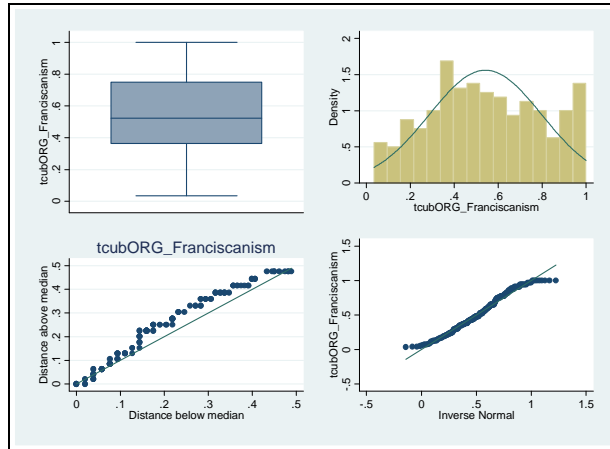 tcubORG_Franciscanism
0 .2 .4 .6 .8 1
Density
0 .5 1 1.5 2
0 .2 .4 .6 .8 1
tcubORG_Franciscanism
tcubORG_Franciscanism
Distance above median
0 .1 .2 .3 .4 .5
0 .1 .2 .3 .4 .5
Distance below median
tcubORG_Franciscanism
-.5 0 .5 1 1.5
-.5 0 .5 1 1.5
Inverse Normal